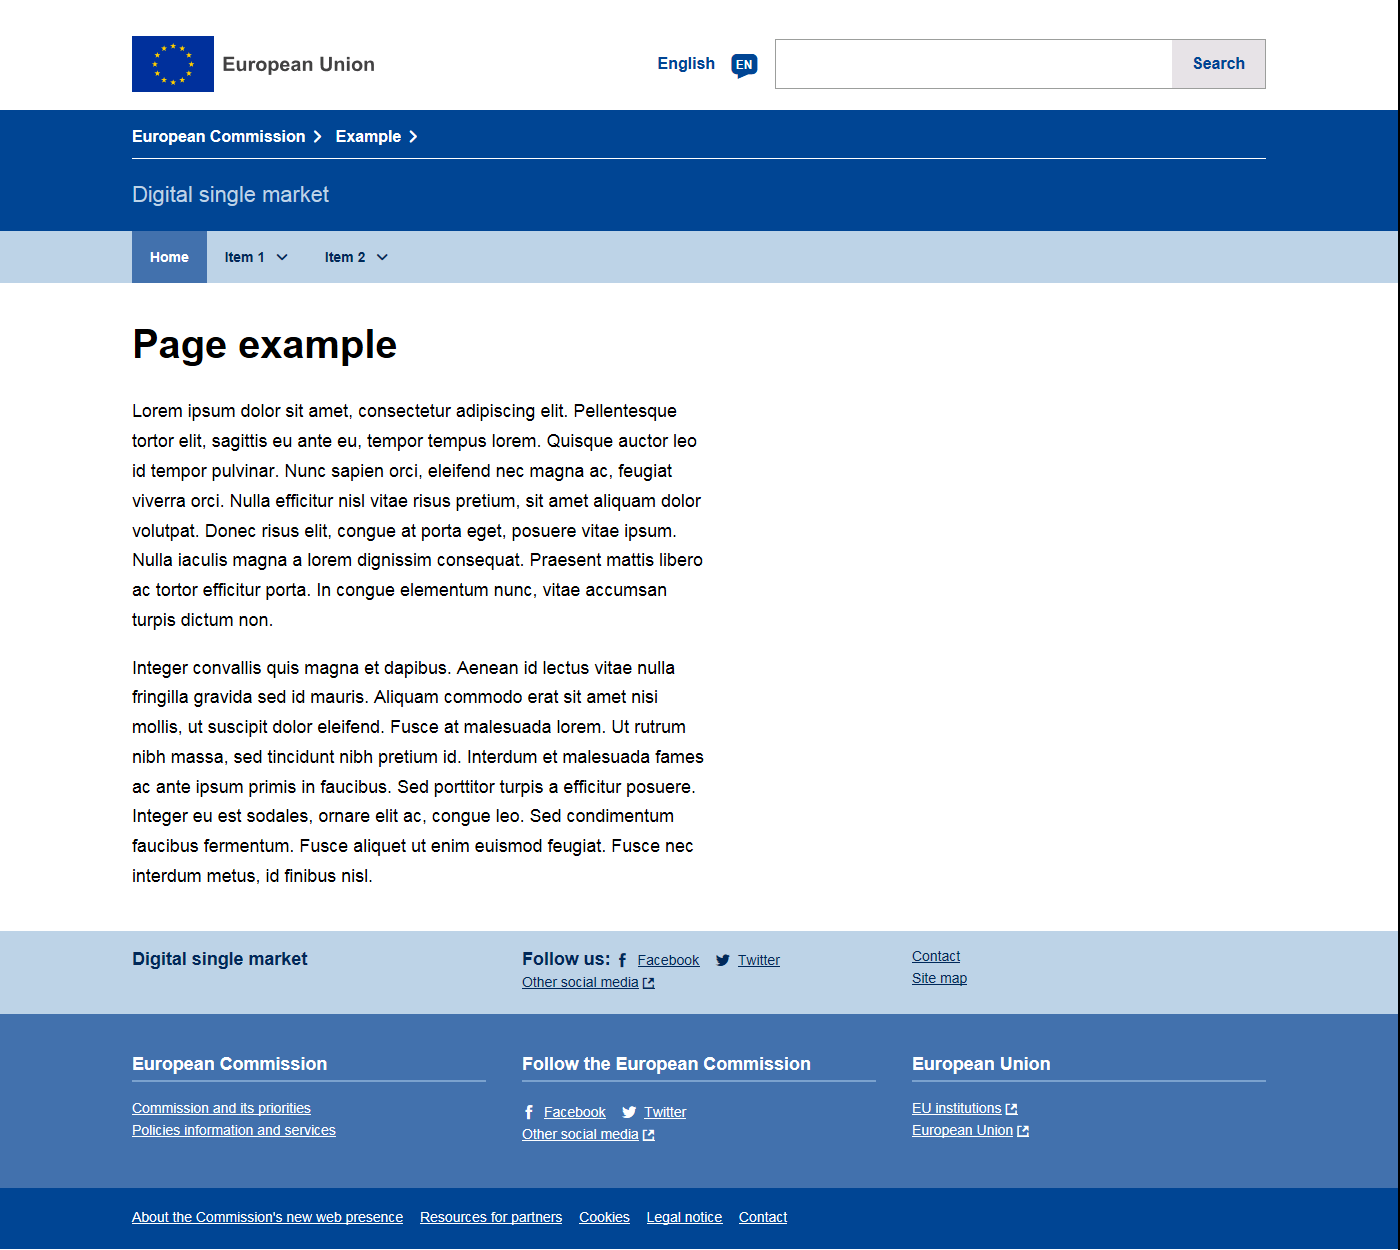 European Union
English EN Search
European Commission Example
Digital single market
Home Item 1 Item 2
Page example
Lorem ipsum dolor sit amet, consectetur adipiscing elit. Pellentesque
tortor elit, sagittis eu ante eu, tempor tempus lorem. Quisque auctor leo
id tempor pulvinar. Nunc sapien orci, eleifend nec magna ac, feugiat
viverra orci. Nulla efficitur nisl vitae risus pretium, sit amet aliquam dolor
volutpat. Donec risus elit, congue at porta eget, posuere vitae ipsum.
Nulla iaculis magna a lorem dignissim consequat. Praesent mattis libero
ac tortor efficitur porta. In congue elementum nunc, vitae accumsan
turpis dictum non.
Integer convallis quis magna et dapibus. Aenean id lectus vitae nulla
fringilla gravida sed id mauris. Aliquam commodo erat sit amet nisi
mollis, ut suscipit dolor eleifend. Fusce at malesuada lorem. Ut rutrum
nibh massa, sed tincidunt nibh pretium id. Interdum et malesuada fames
ac ante ipsum primis in faucibus. Sed porttitor turpis a efficitur posuere.
Integer eu est sodales, ornare elit ac, congue leo. Sed condimentum
faucibus fermentum. Fusce aliquet ut enim euismod feugiat. Fusce nec
interdum metus, id finibus nisl.
Digital single market
Follow us: Facebook Twitter
Other social media
Contact
Site map
European Commission
Commission and its priorities
Policies information and services
Follow the European Commission
Facebook Twitter
Other social media
European Union
EU institutions
European Union
About the Commission's new web presence Resources for partners Cookies Legal notice Contact